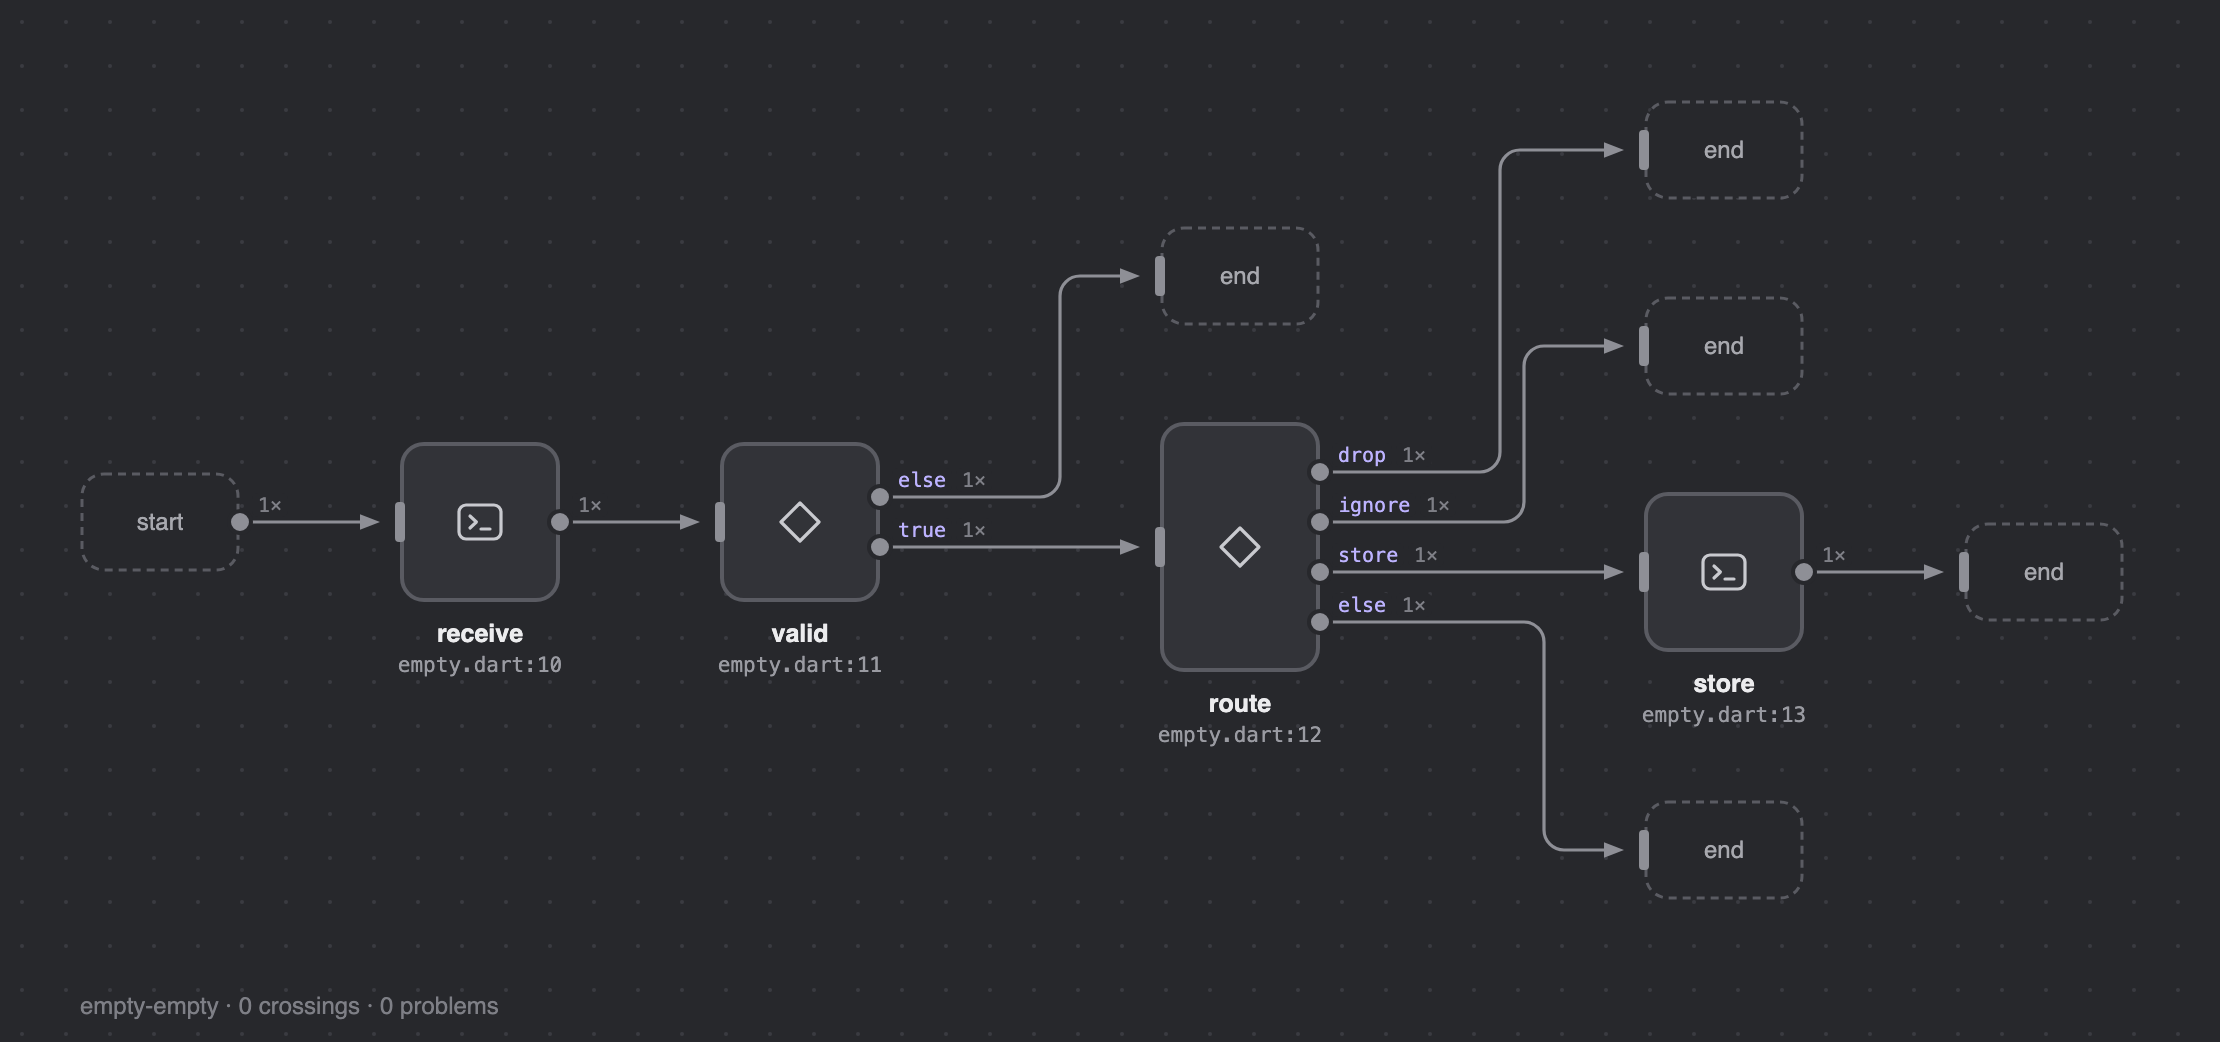 start
1×
receive
empty.dart:10
1×
valid
empty.dart:11
else 1×
true 1×
end
route
empty.dart:12
drop 1×
ignore 1×
store 1×
else 1×
end
end
store
empty.dart:13
1×
end
end
empty-empty · 0 crossings · 0 problems